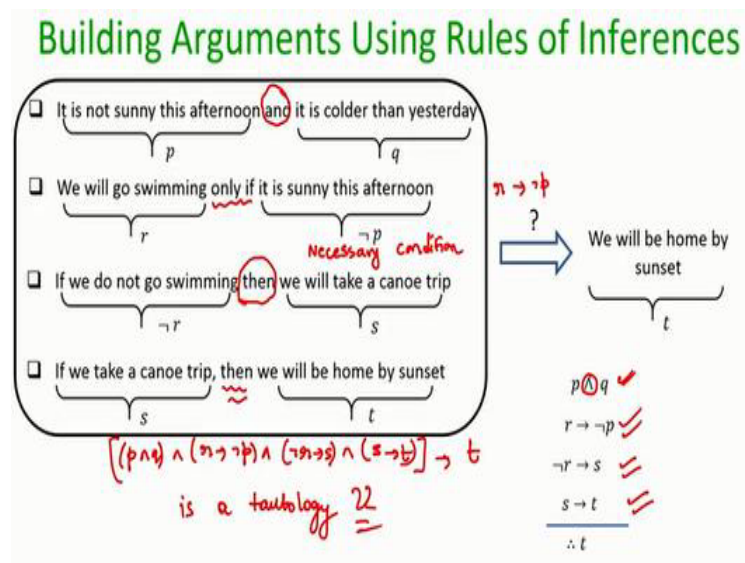 Building Arguments Using Rules of Inferences
❑ It is not sunny this afternoon and it is colder than yesterday
p
q
❑ We will go swimming only if it is sunny this afternoon
r
¬p
Necessary condition
❑ If we do not go swimming then we will take a canoe trip
¬r
s
❑ If we take a canoe trip, then we will be home by sunset
s
t
r → ¬p
?
We will be home by
sunset
t
p ∧ q
r → ¬p
¬r → s
s → t
∴ t
[(p∧q) ∧ (r→¬p) ∧ (¬r→s) ∧ (s→t)] → t
is a tautology ??